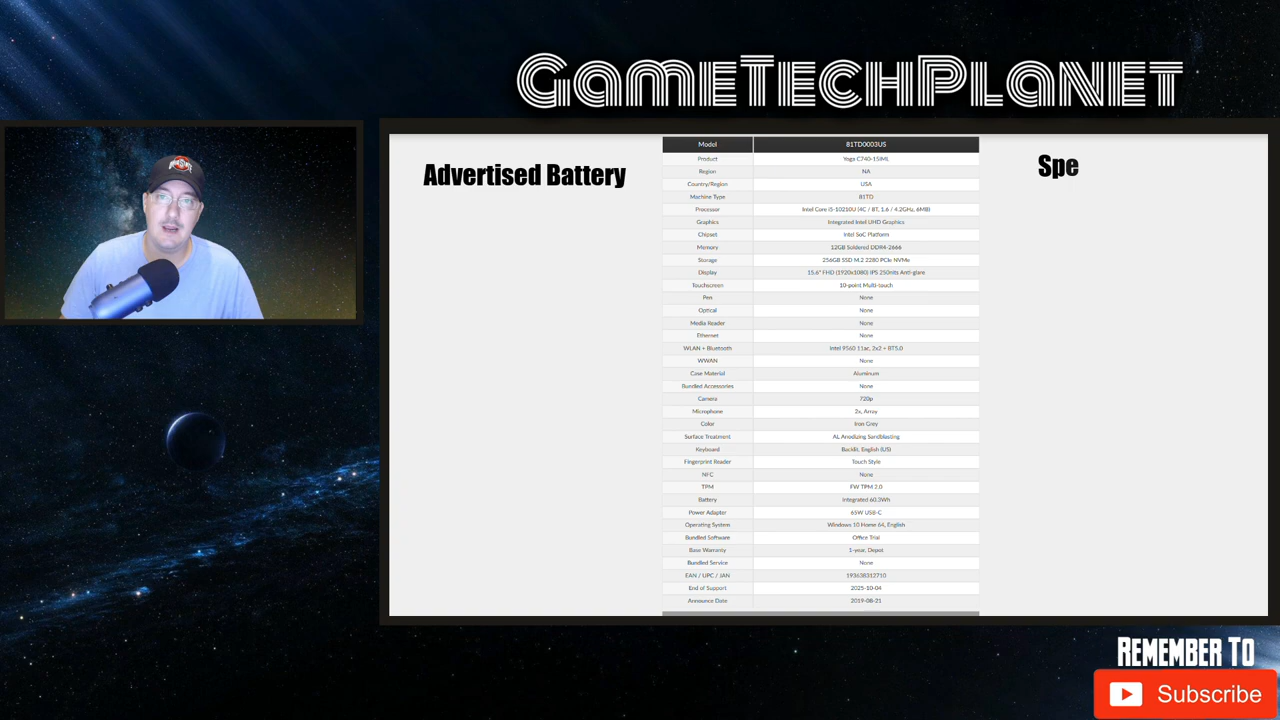 GameTechPlanet
Advertised Battery
Spe
Model 81TD0003US
Product Yoga C740-15IML
Region NA
Country/Region USA
Machine Type 81TD
Processor Intel Core i5-10210U (4C / 8T, 1.6 / 4.2GHz, 6MB)
Graphics Integrated Intel UHD Graphics
Chipset Intel SoC Platform
Memory 12GB Soldered DDR4-2666
Storage 256GB SSD M.2 2280 PCIe NVMe
Display 15.6" FHD (1920x1080) IPS 250nits Anti-glare
Touchscreen 10-point Multi-touch
Pen None
Optical None
Media Reader None
Ethernet None
WLAN + Bluetooth Intel 9560 11ac, 2x2 + BT5.0
WWAN None
Case Material Aluminum
Bundled Accessories None
Camera 720p
Microphone 2x, Array
Color Iron Grey
Surface Treatment AL Anodizing Sandblasting
Keyboard Backlit, English (US)
Fingerprint Reader Touch Style
NFC None
TPM FW TPM 2.0
Battery Integrated 60.3Wh
Power Adapter 65W USB-C
Operating System Windows 10 Home 64, English
Bundled Software Office Trial
Base Warranty 1-year, Depot
Bundled Service None
EAN / UPC / JAN 193638312710
End of Support 2025-10-04
Announce Date 2019-08-21
Remember To
Subscribe